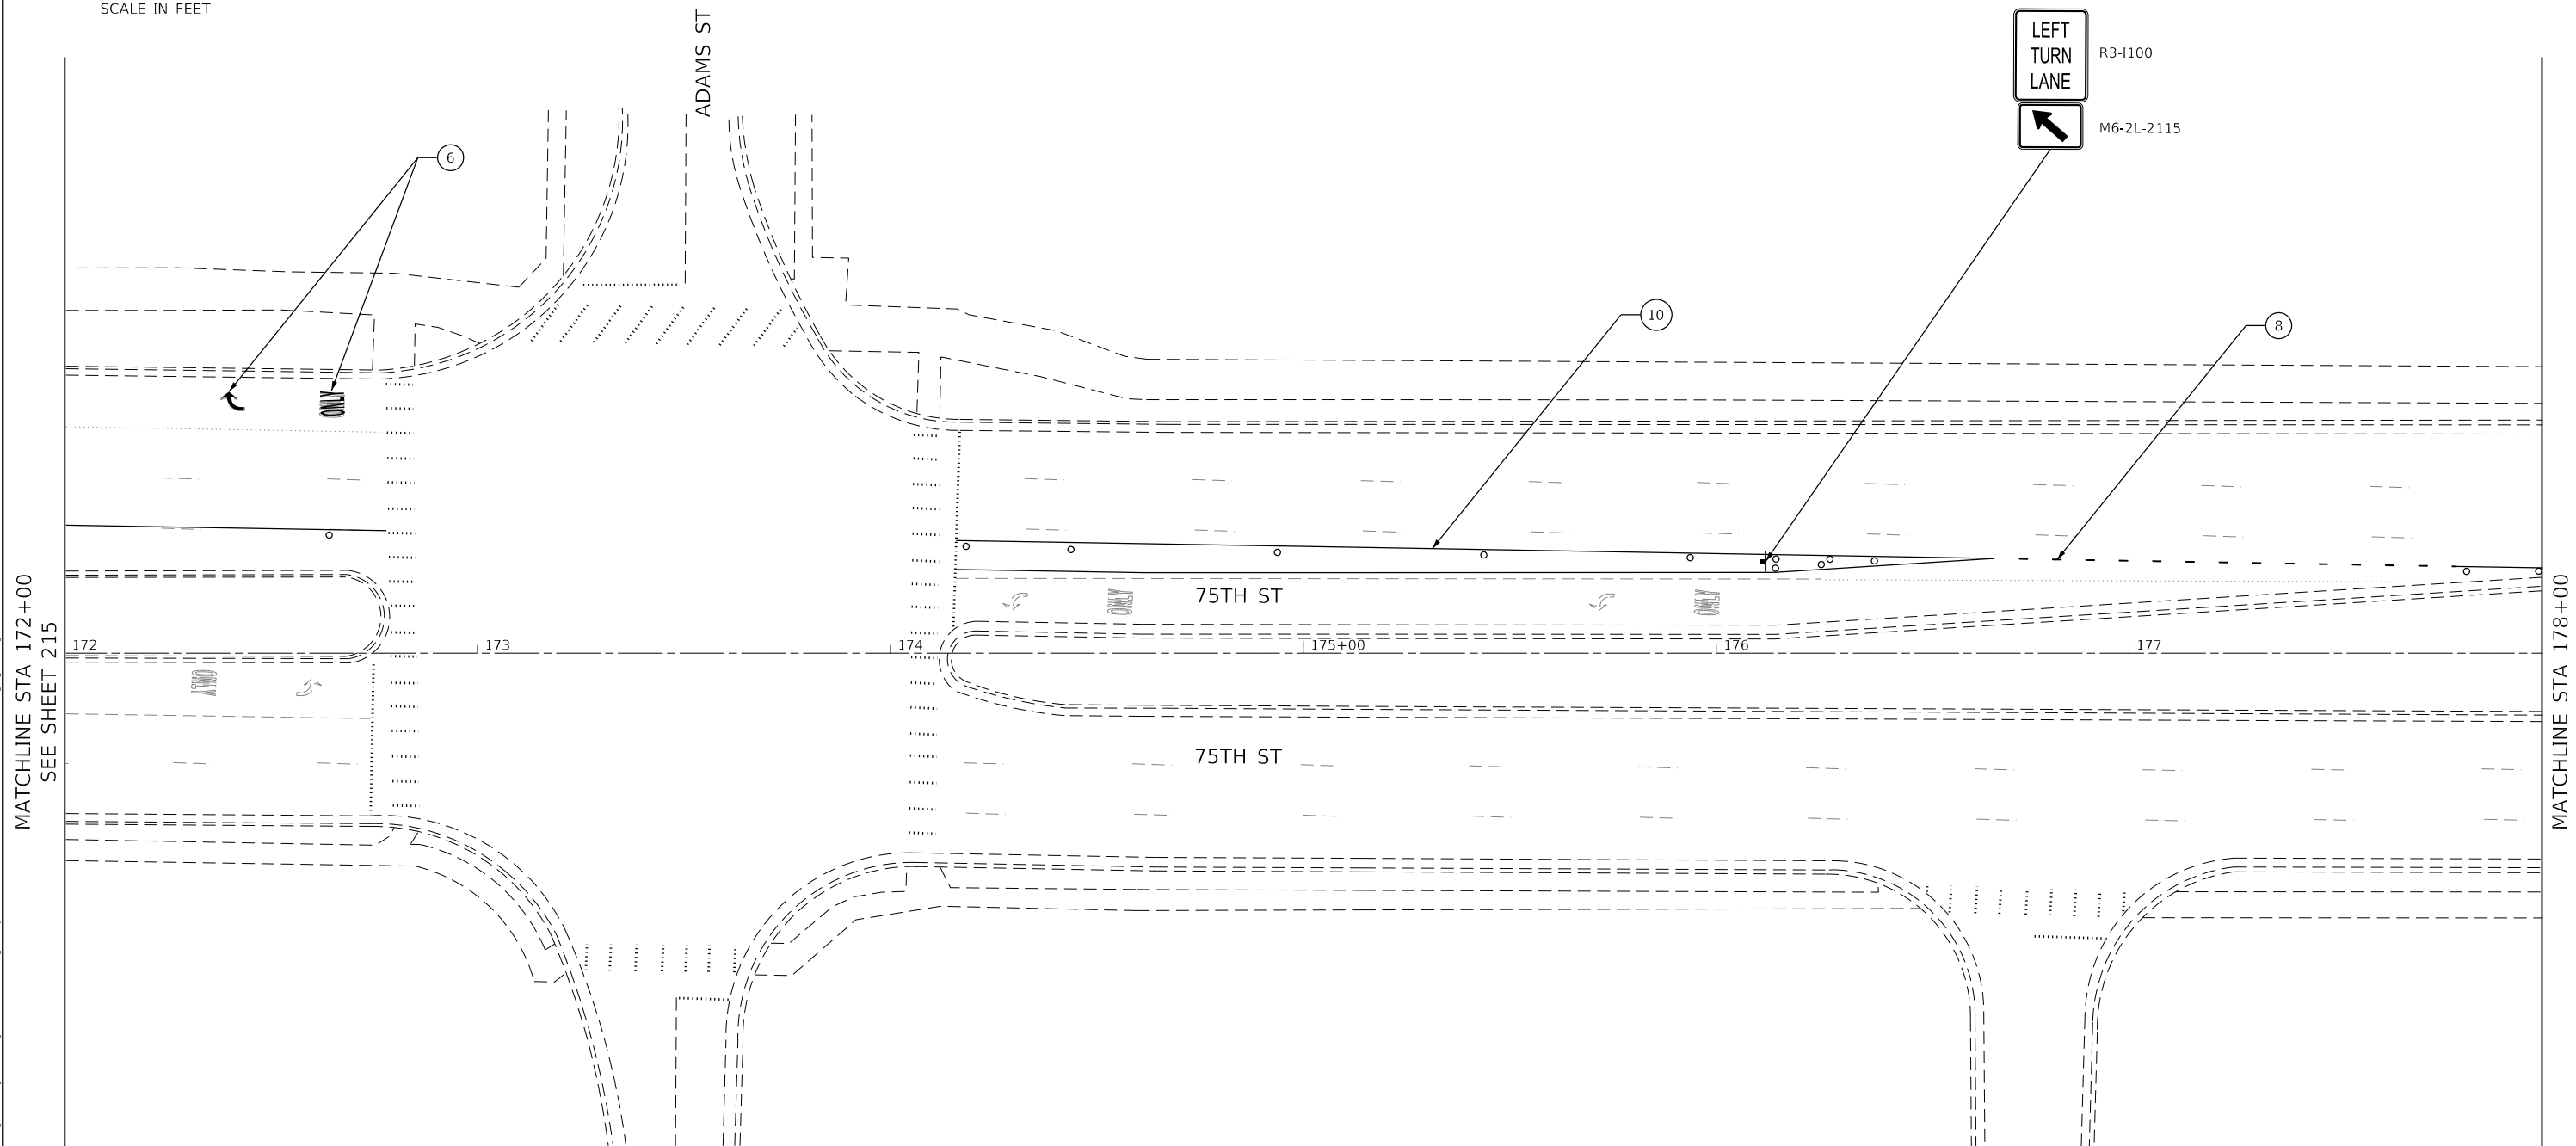 SCALE IN FEET
ADAMS ST
LEFT
TURN
LANE
R3-I100
M6-2L-2115
6
10
8
ONLY
75TH ST
ONLY
ONLY
172
173
174
175+00
176
177
ONLY
75TH ST
MATCHLINE STA 172+00
SEE SHEET 215
MATCHLINE STA 178+00